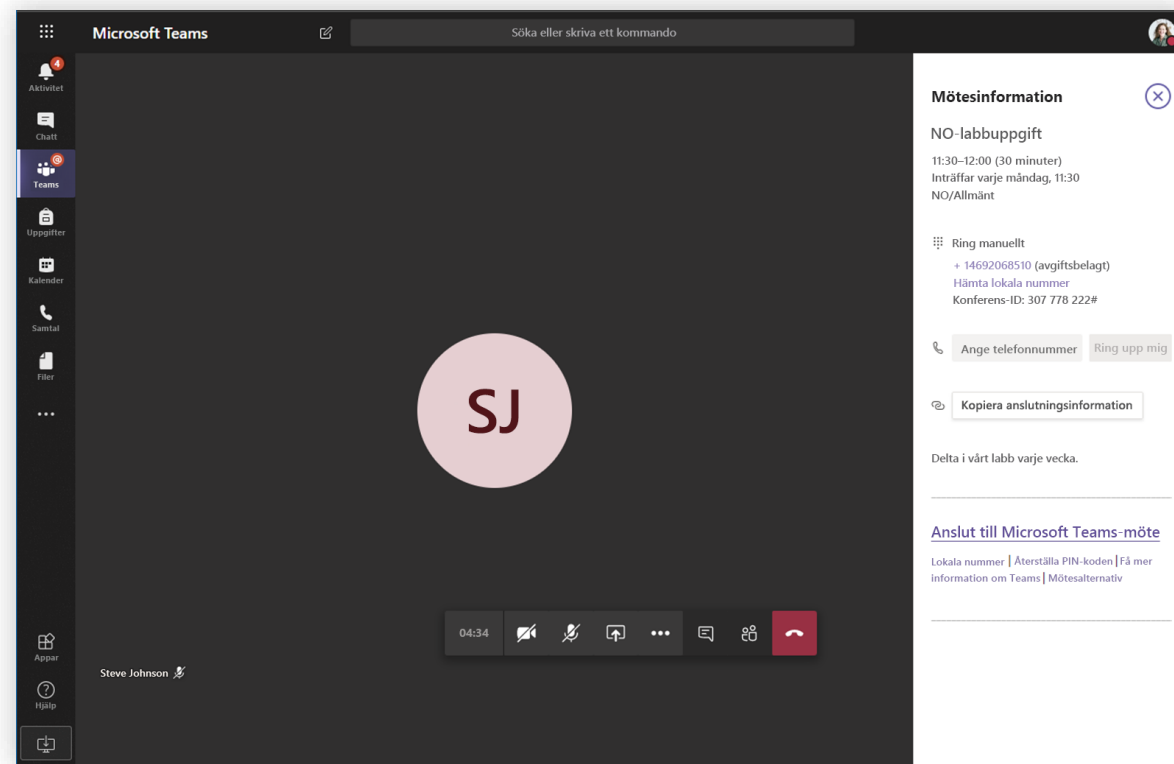 Microsoft Teams
Söka eller skriva ett kommando
4
Aktivitet
Chatt
@
Teams
Uppgifter
Kalender
Samtal
Filer
Appar
Hjälp
SJ
Steve Johnson
04:34
Mötesinformation
NO-labbuppgift
11:30–12:00 (30 minuter)
Inträffar varje måndag, 11:30
NO/Allmänt
Ring manuellt
+ 14692068510 (avgiftsbelagt)
Hämta lokala nummer
Konferens-ID: 307 778 222#
Ange telefonnummer Ring upp mig
Kopiera anslutningsinformation
Delta i vårt labb varje vecka.
Anslut till Microsoft Teams-möte
Lokala nummer | Återställa PIN-koden | Få mer
information om Teams | Mötesalternativ